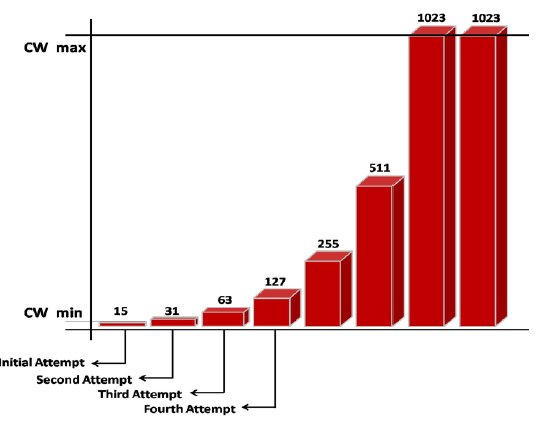 1023 1023
CW max
511
255
127
63
31
15
CW min
Initial Attempt
Second Attempt
Third Attempt
Fourth Attempt